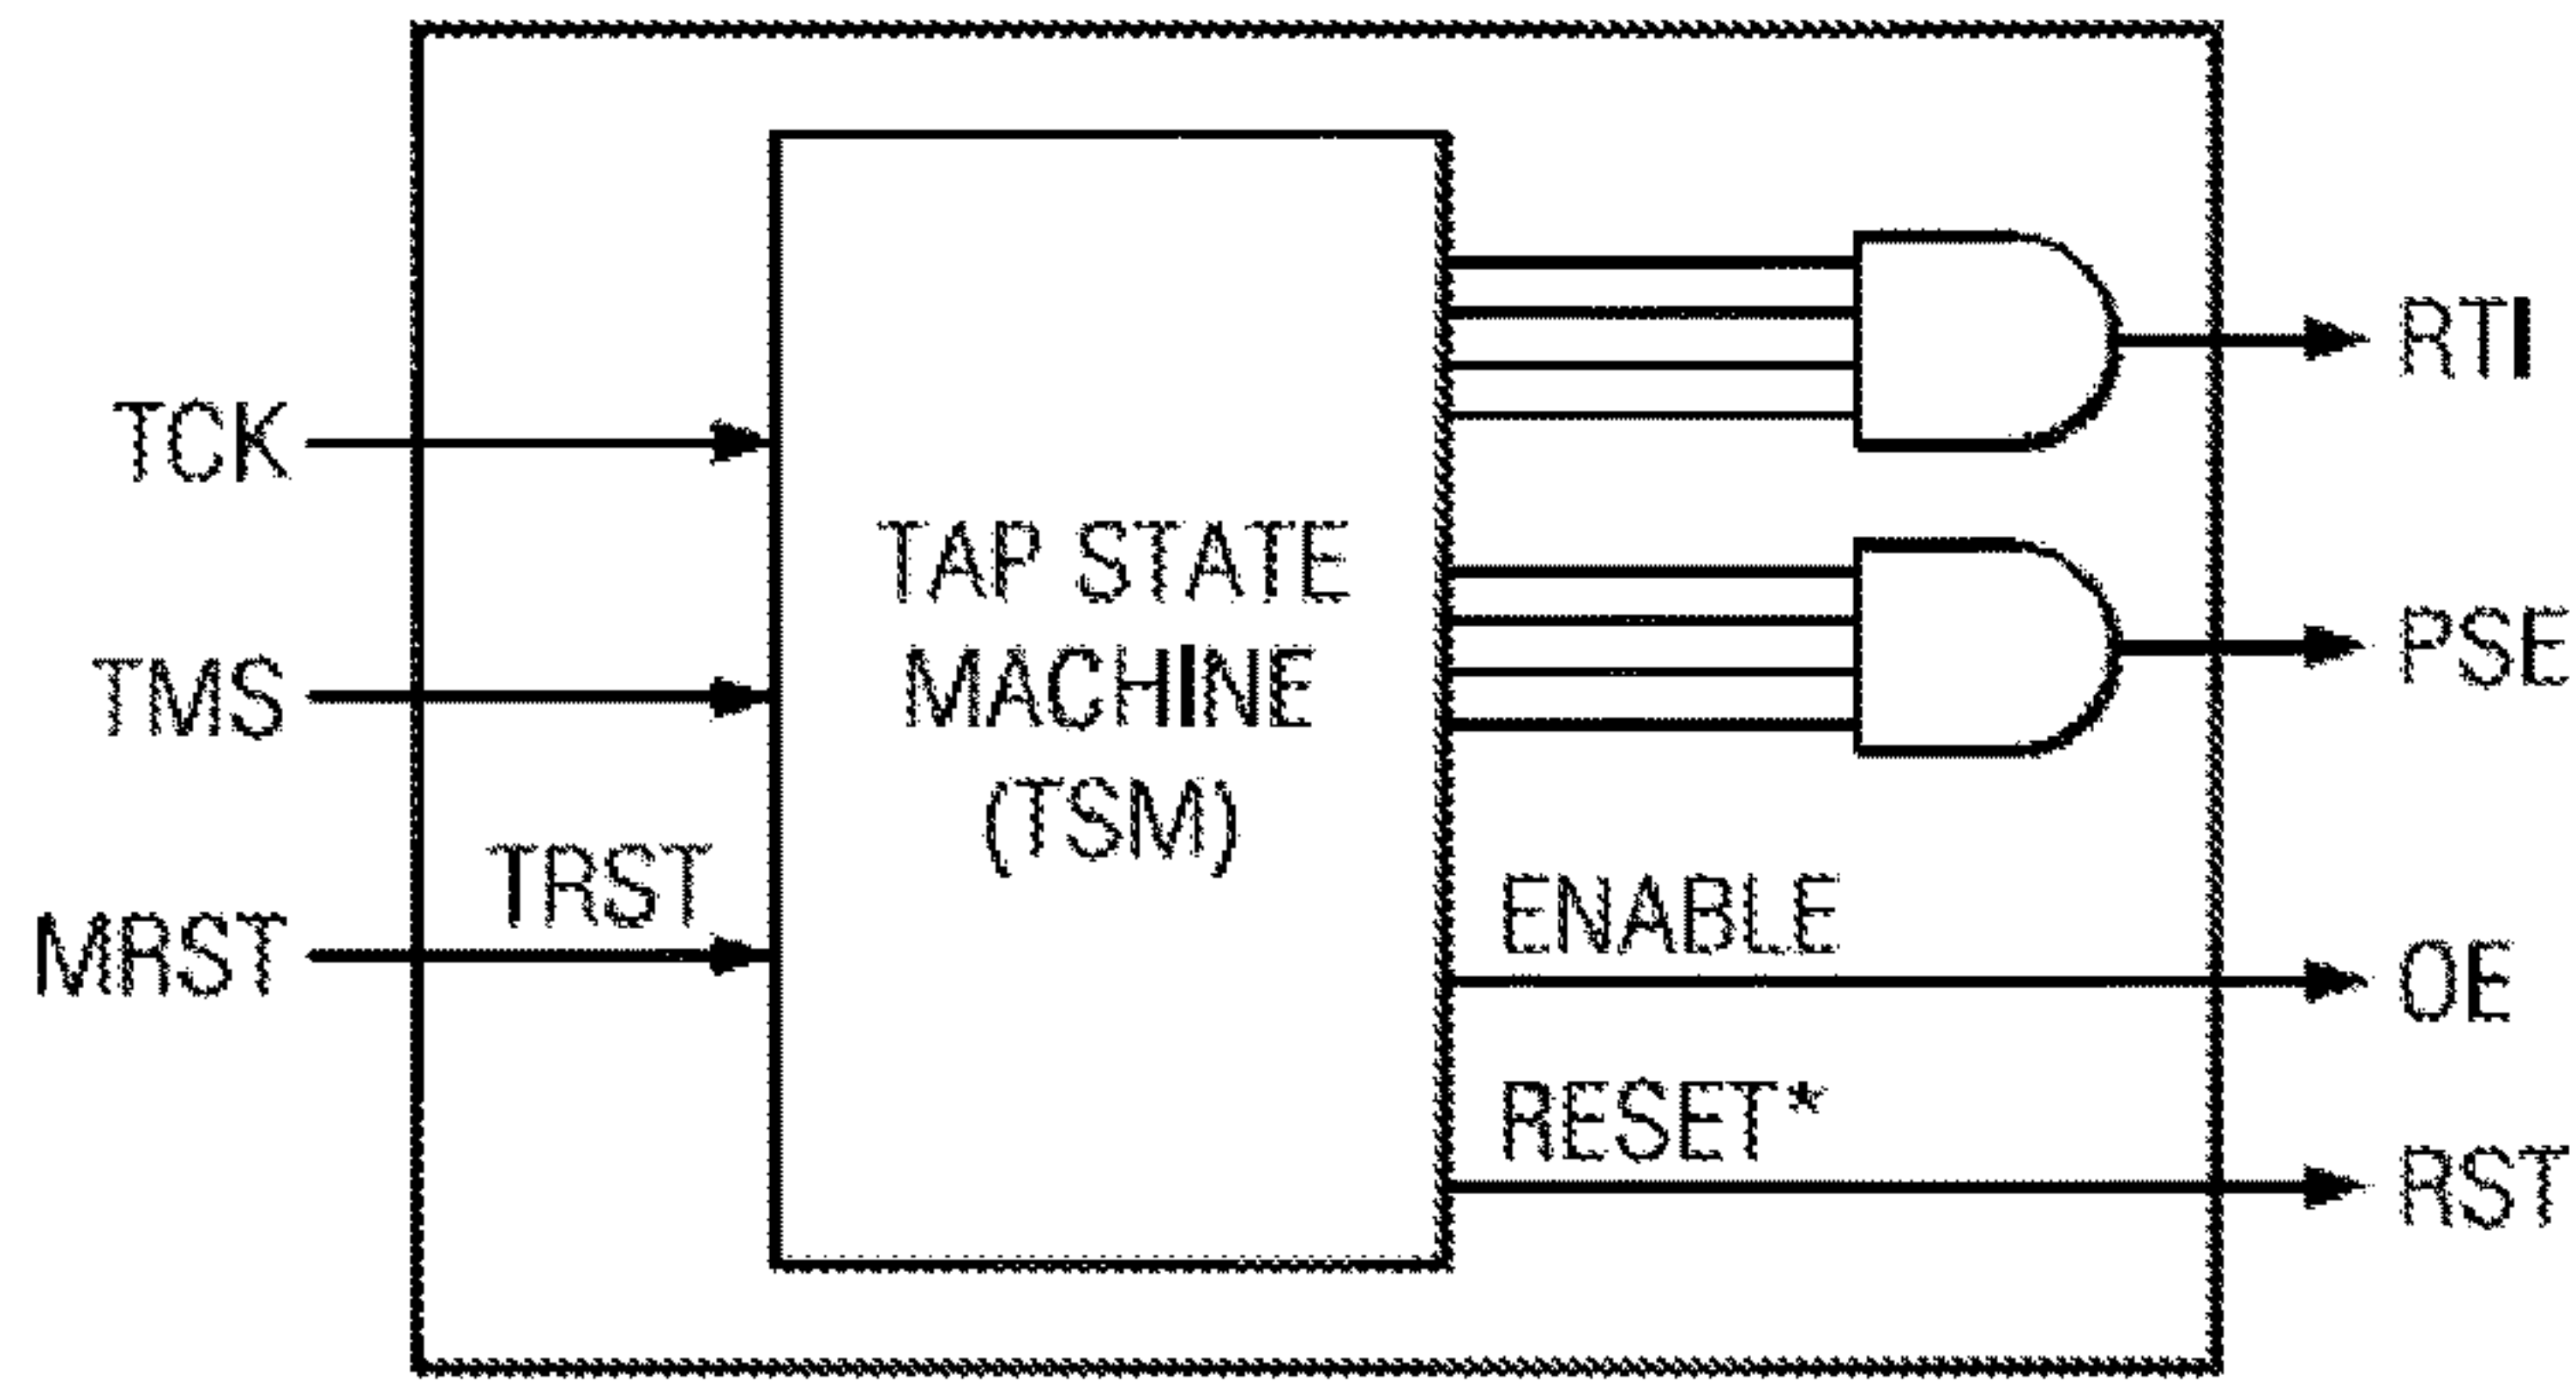 TCK
TMS
MRST
TRST
TAP STATE
MACHINE
(TSM)
ENABLE
RESET*
RTI
PSE
OE
RST